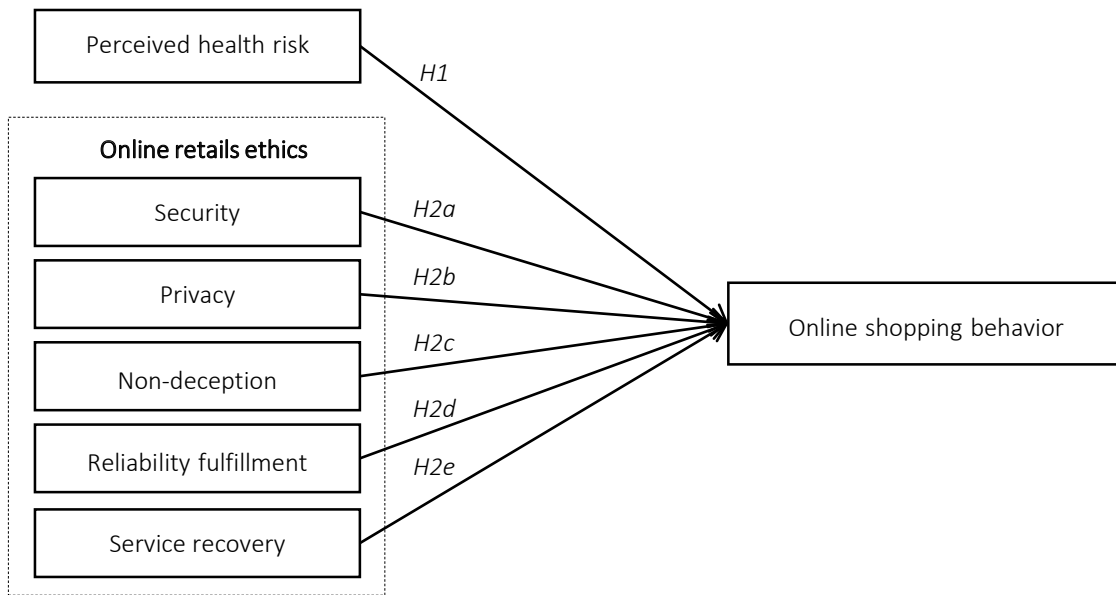 Perceived health risk
H1
Online retails ethics
Security
H2a
Privacy
H2b
Non-deception
H2c
Reliability fulfillment
H2d
Service recovery
H2e
Online shopping behavior